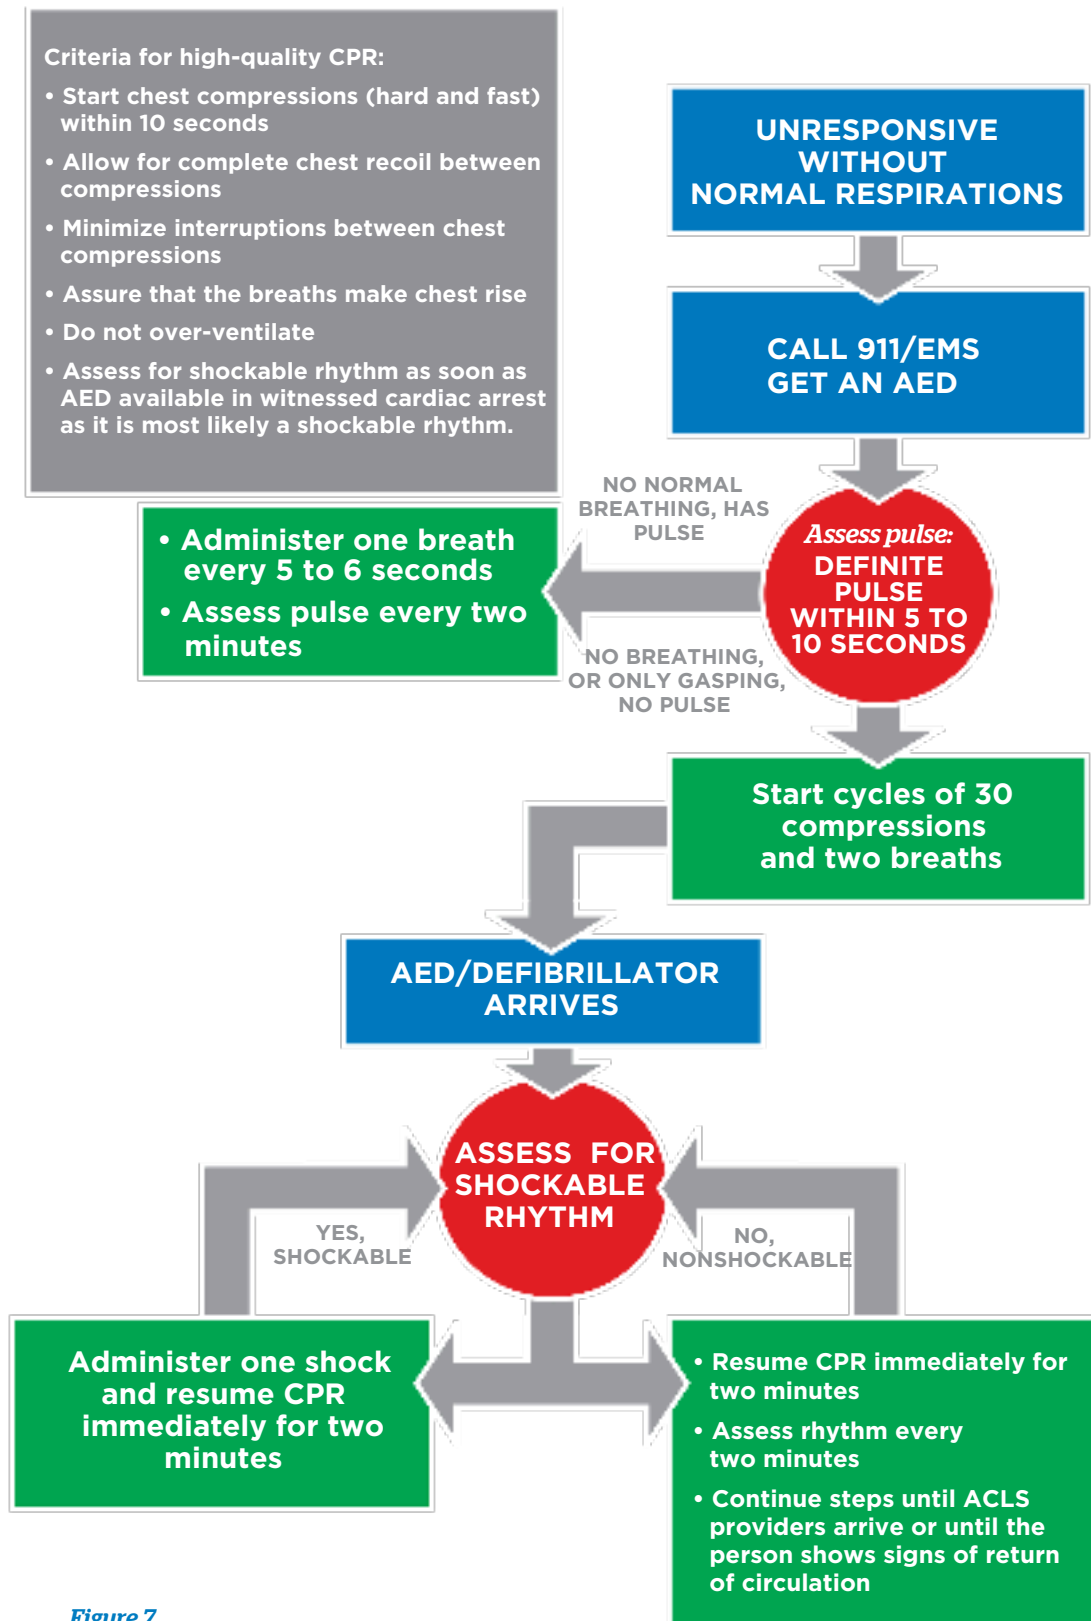 Criteria for high-quality CPR:
• Start chest compressions (hard and fast)
within 10 seconds
• Allow for complete chest recoil between
compressions
• Minimize interruptions between chest
compressions
• Assure that the breaths make chest rise
• Do not over-ventilate
• Assess for shockable rhythm as soon as
AED available in witnessed cardiac arrest
as it is most likely a shockable rhythm.
UNRESPONSIVE
WITHOUT
NORMAL RESPIRATIONS
CALL 911/EMS
GET AN AED
NO NORMAL
BREATHING, HAS
PULSE
Assess pulse:
DEFINITE
PULSE
WITHIN 5 TO
10 SECONDS
• Administer one breath
every 5 to 6 seconds
• Assess pulse every two
minutes
NO BREATHING,
OR ONLY GASPING,
NO PULSE
Start cycles of 30
compressions
and two breaths
AED/DEFIBRILLATOR
ARRIVES
ASSESS FOR
SHOCKABLE
RHYTHM
YES,
SHOCKABLE
NO,
NONSHOCKABLE
Administer one shock
and resume CPR
immediately for two
minutes
• Resume CPR immediately for
two minutes
• Assess rhythm every
two minutes
• Continue steps until ACLS
providers arrive or until the
person shows signs of return
of circulation
Figure 7